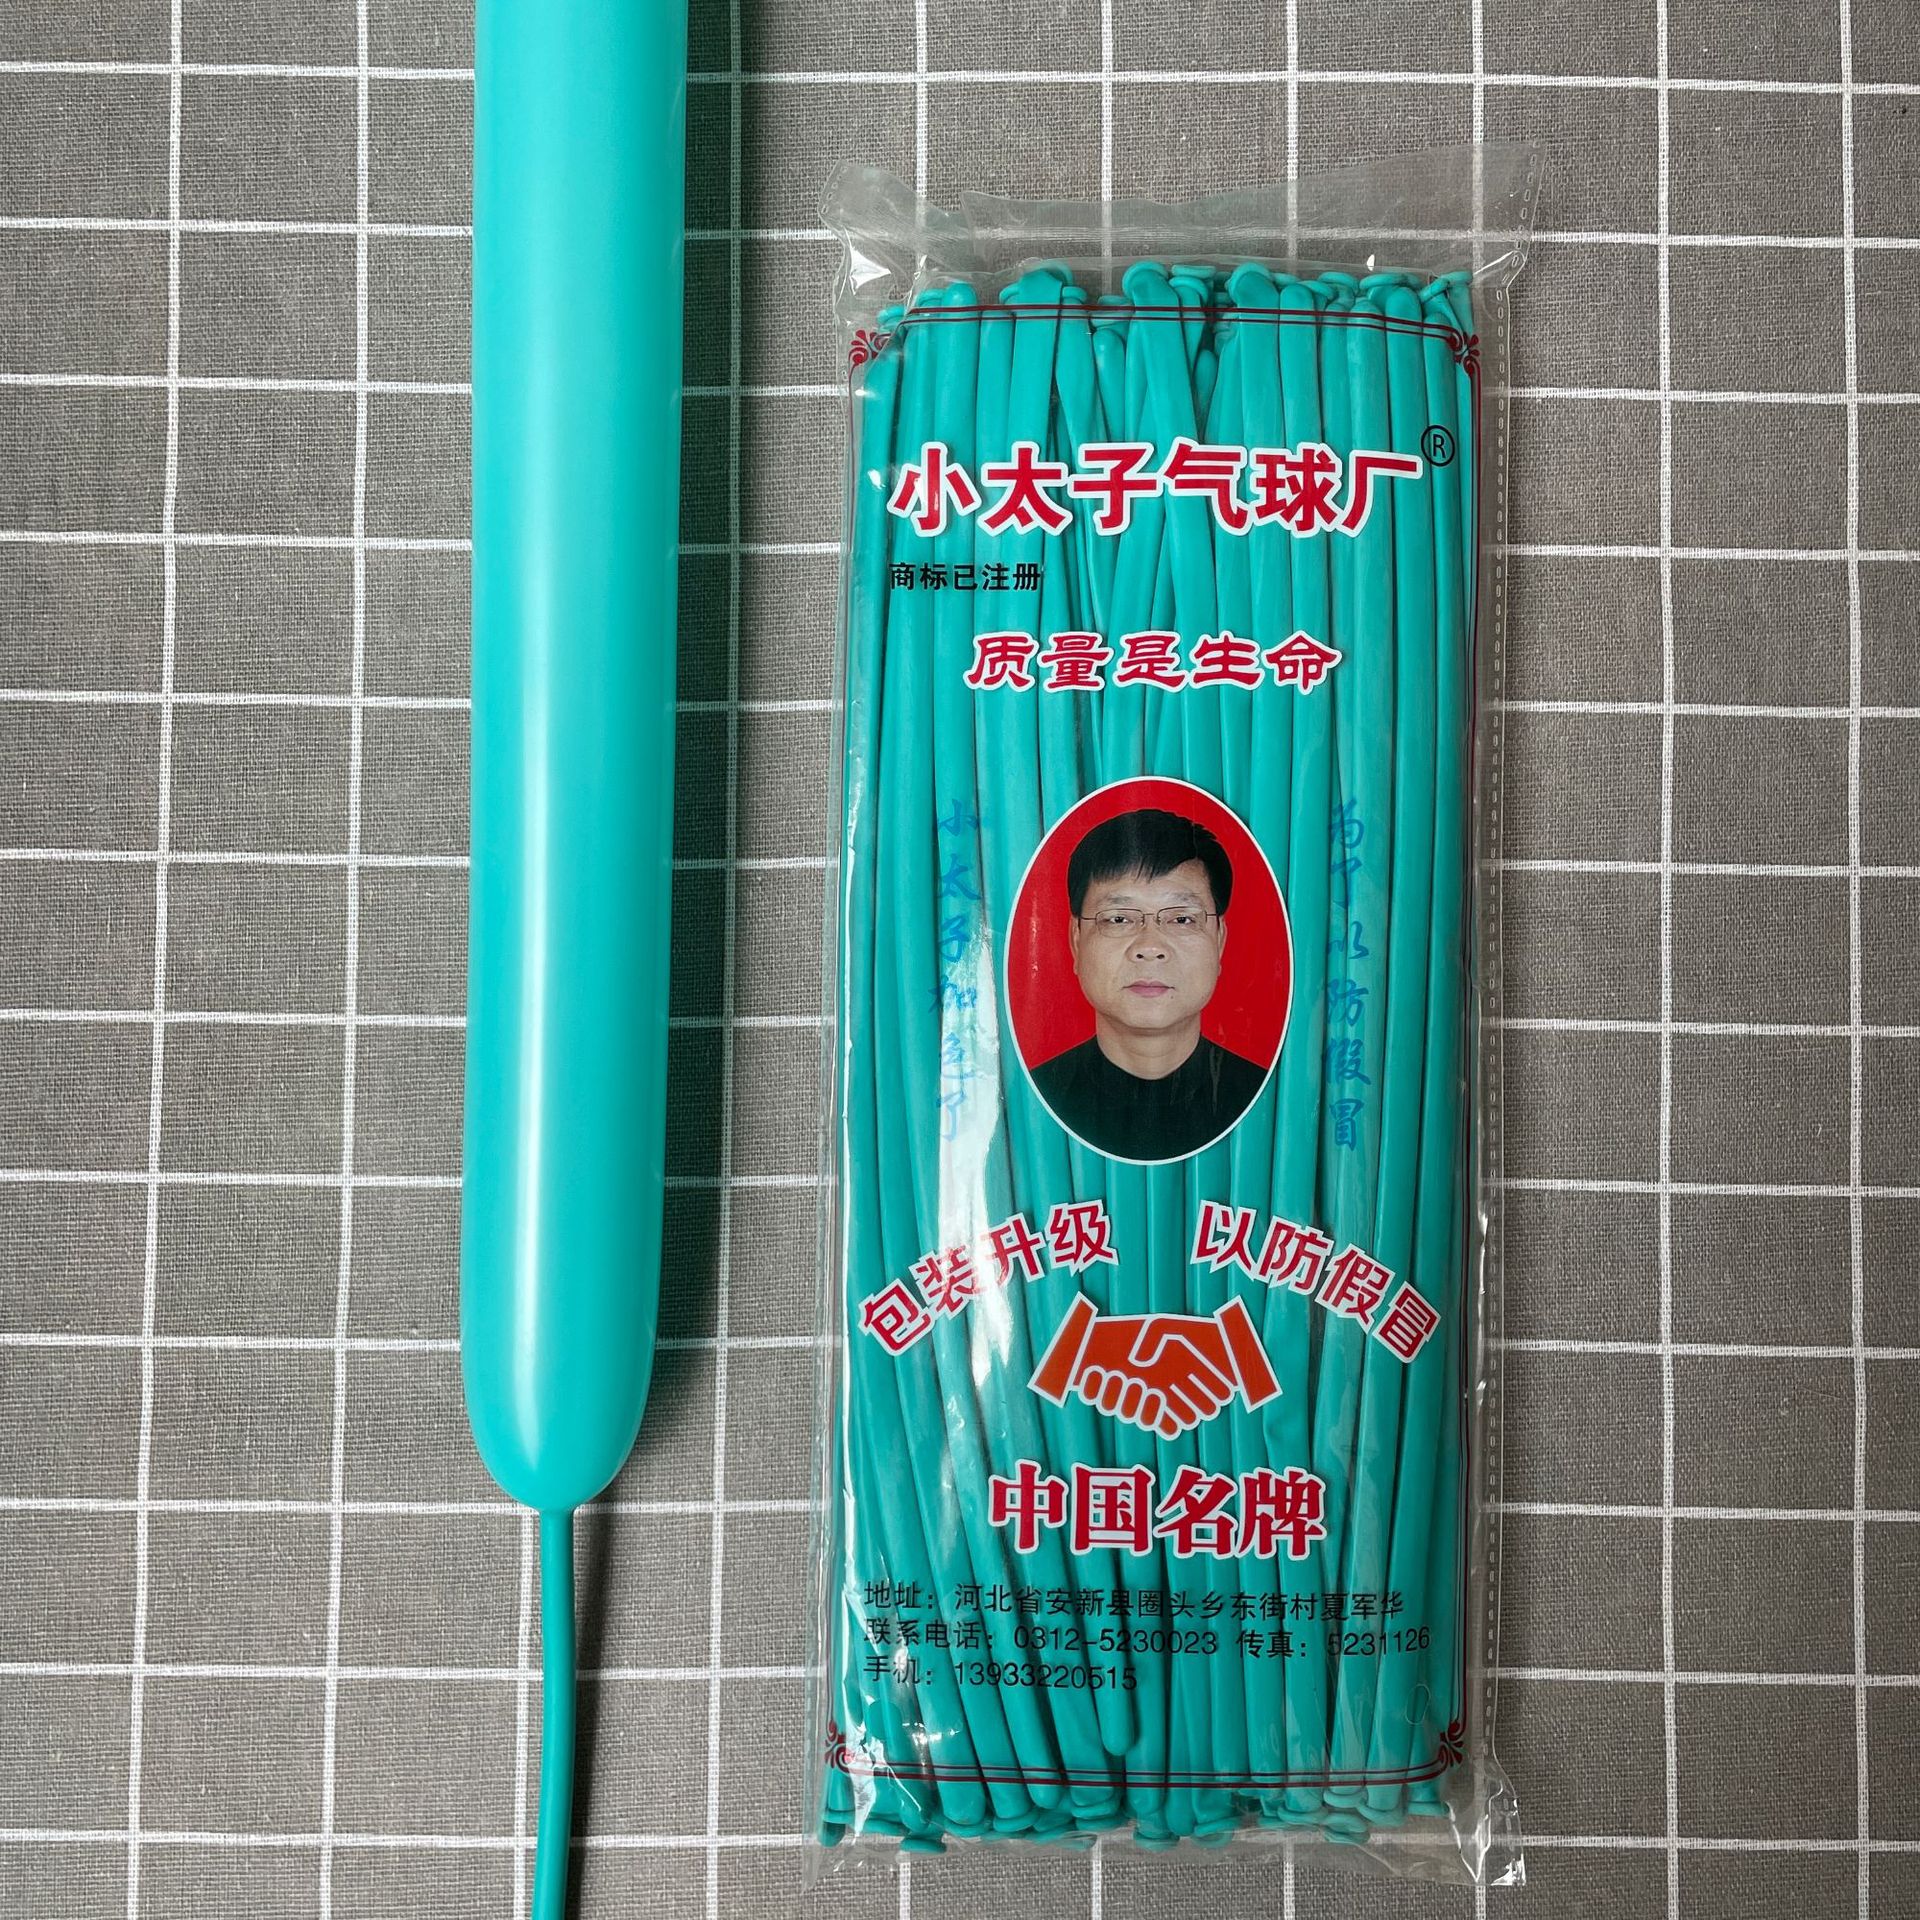 小太子气球厂®
商标已注册
质量是生命
小太子加色了
为了以防假冒
包装升级 以防假冒
中国名牌
地址：河北省安新县圈头乡东街村夏军华
联系电话：0312-5230023 传真：5231126
手机：13933220515